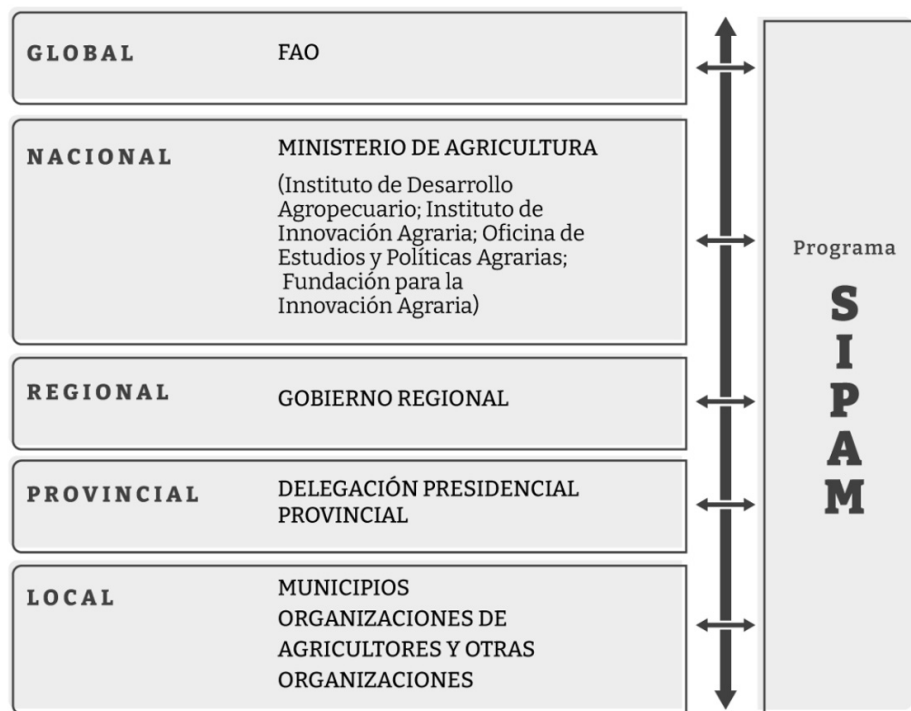 GLOBAL
FAO
NACIONAL
MINISTERIO DE AGRICULTURA
(Instituto de Desarrollo
Agropecuario; Instituto de
Innovación Agraria; Oficina de
Estudios y Políticas Agrarias;
Fundación para la
Innovación Agraria)
REGIONAL
GOBIERNO REGIONAL
PROVINCIAL
DELEGACIÓN PRESIDENCIAL
PROVINCIAL
LOCAL
MUNICIPIOS
ORGANIZACIONES DE
AGRICULTORES Y OTRAS
ORGANIZACIONES
Programa
SIPAM